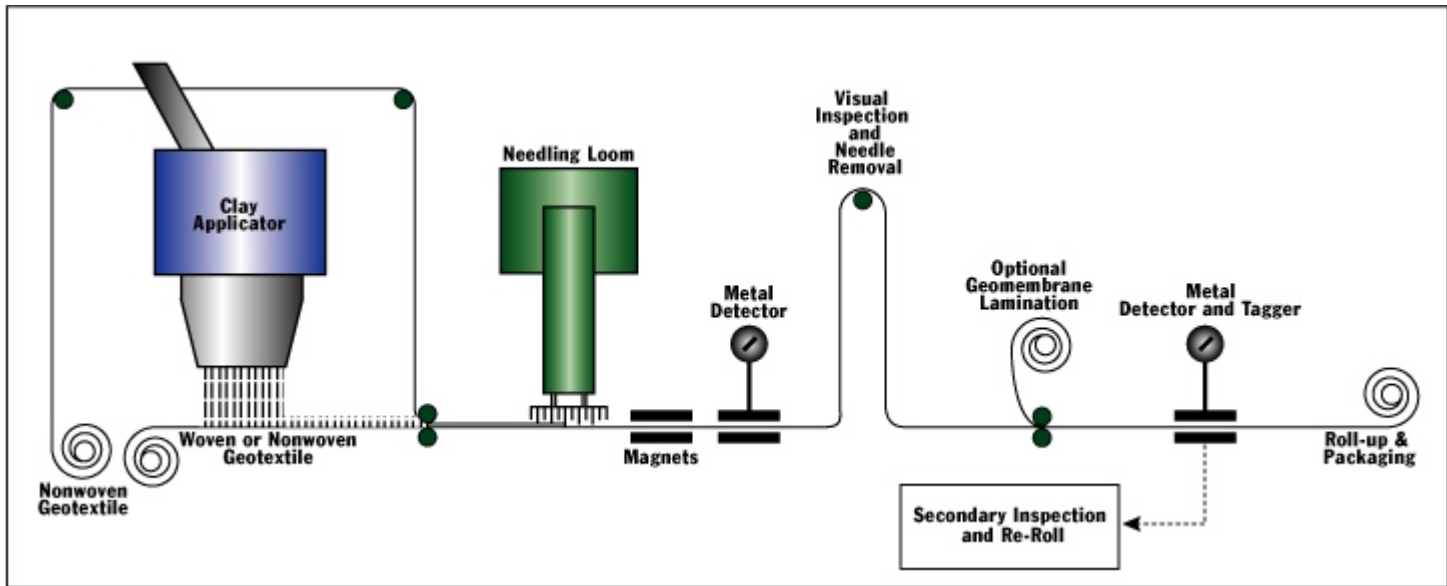 Clay
Applicator
Nonwoven
Geotextile
Woven or Nonwoven
Geotextile
Needling Loom
Magnets
Metal
Detector
Visual
Inspection
and
Needle
Removal
Optional
Geomembrane
Lamination
Metal
Detector and Tagger
Secondary Inspection
and Re-Roll
Roll-up &
Packaging